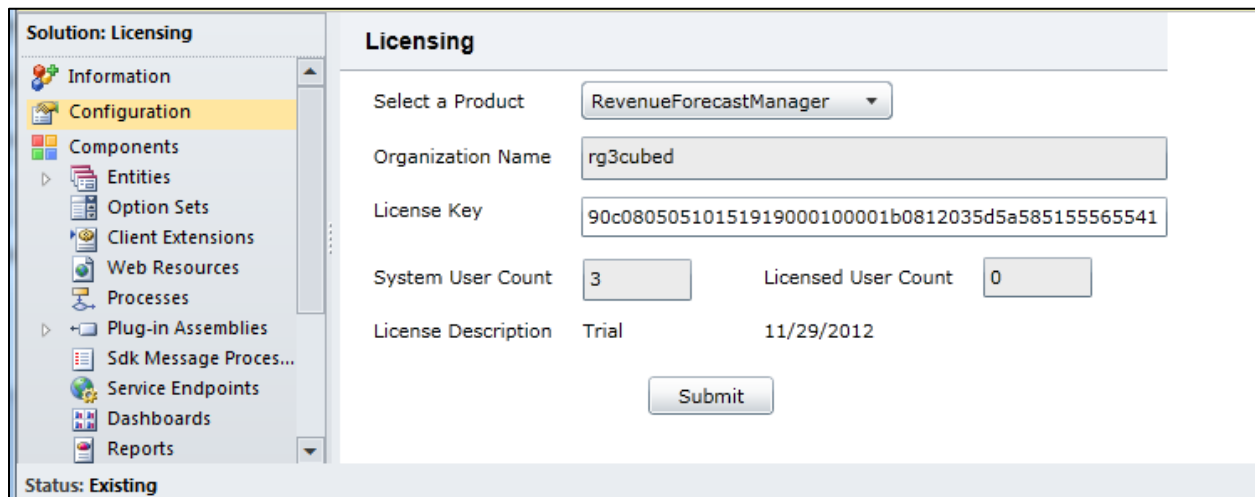 Solution: Licensing
Information
Configuration
Components
Entities
Option Sets
Client Extensions
Web Resources
Processes
Plug-in Assemblies
Sdk Message Proces...
Service Endpoints
Dashboards
Reports
Licensing
Select a Product RevenueForecastManager
Organization Name rg3cubed
License Key 90c08050510151919000100001b0812035d5a585155565541
System User Count 3 Licensed User Count 0
License Description Trial 11/29/2012
Submit
Status: Existing